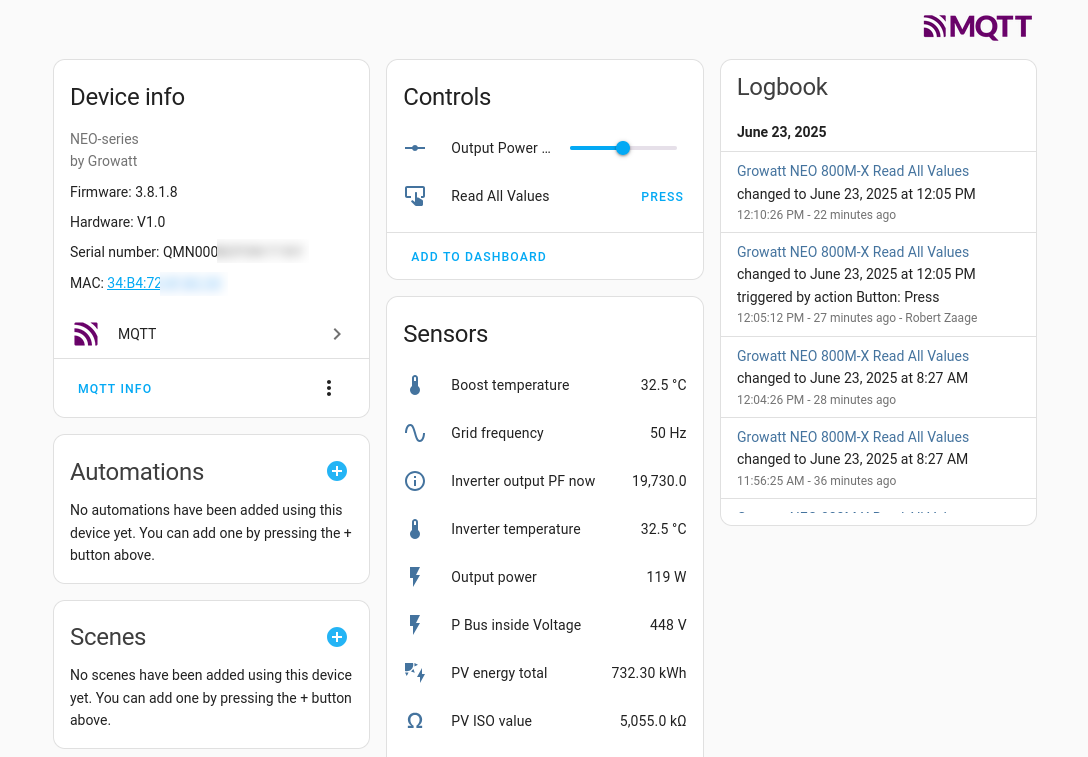 MQTT
Device info
NEO-series
by Growatt
Firmware: 3.8.1.8
Hardware: V1.0
Serial number: QMN000
MAC: 34:B4:72
MQTT
MQTT INFO
Automations
No automations have been added using this
device yet. You can add one by pressing the +
button above.
Scenes
No scenes have been added using this device
yet. You can add one by pressing the + button
above.
Controls
Output Power ...
Read All Values PRESS
ADD TO DASHBOARD
Sensors
Boost temperature 32.5 °C
Grid frequency 50 Hz
Inverter output PF now 19,730.0
Inverter temperature 32.5 °C
Output power 119 W
P Bus inside Voltage 448 V
PV energy total 732.30 kWh
PV ISO value 5,055.0 kΩ
Logbook
June 23, 2025
Growatt NEO 800M-X Read All Values
changed to June 23, 2025 at 12:05 PM
12:10:26 PM - 22 minutes ago
Growatt NEO 800M-X Read All Values
changed to June 23, 2025 at 12:05 PM
triggered by action Button: Press
12:05:12 PM - 27 minutes ago - Robert Zaage
Growatt NEO 800M-X Read All Values
changed to June 23, 2025 at 8:27 AM
12:04:26 PM - 28 minutes ago
Growatt NEO 800M-X Read All Values
changed to June 23, 2025 at 8:27 AM
11:56:25 AM - 36 minutes ago